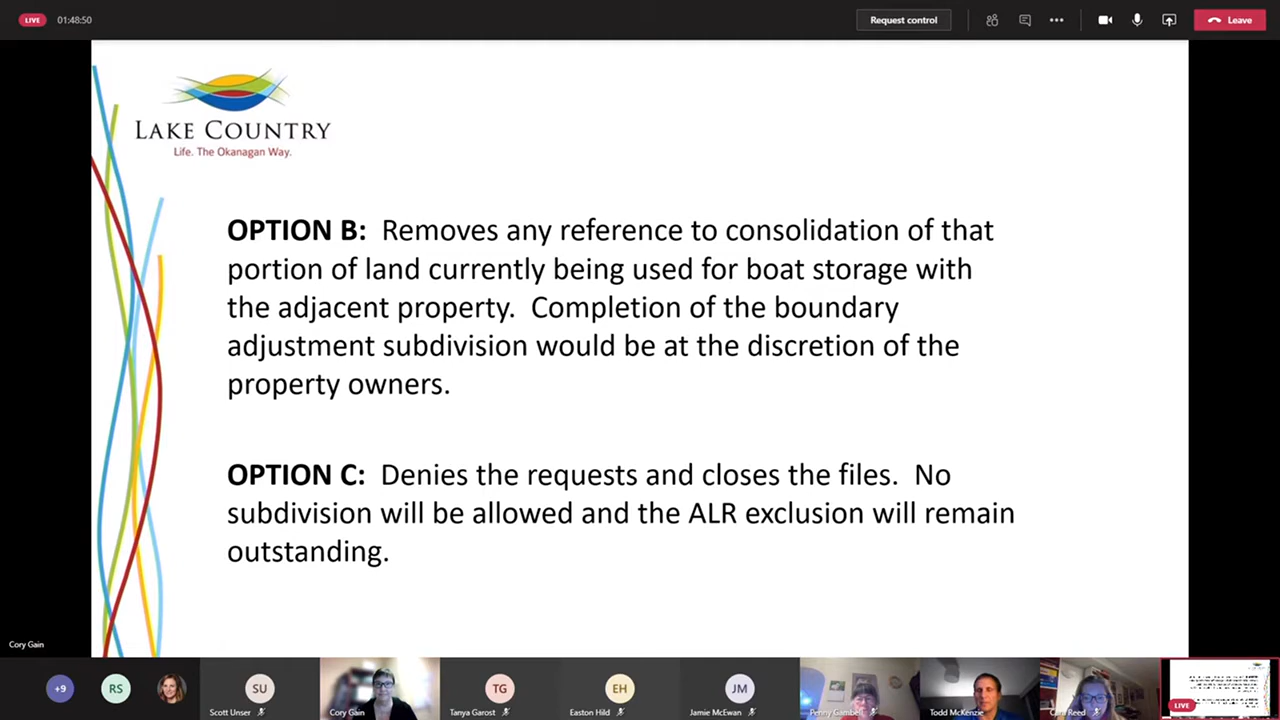 LIVE
01:48:50
Request control
Leave
LAKE COUNTRY
Life. The Okanagan Way.
OPTION B: Removes any reference to consolidation of that
portion of land currently being used for boat storage with
the adjacent property. Completion of the boundary
adjustment subdivision would be at the discretion of the
property owners.
OPTION C: Denies the requests and closes the files. No
subdivision will be allowed and the ALR exclusion will remain
outstanding.
Cory Gain
+9
RS
SU
Scott Unser
Cory Gain
TG
Tanya Garost
EH
Easton Hild
JM
Jamie McEwan
Penny Gambell
Todd McKenzie
Reed
LIVE